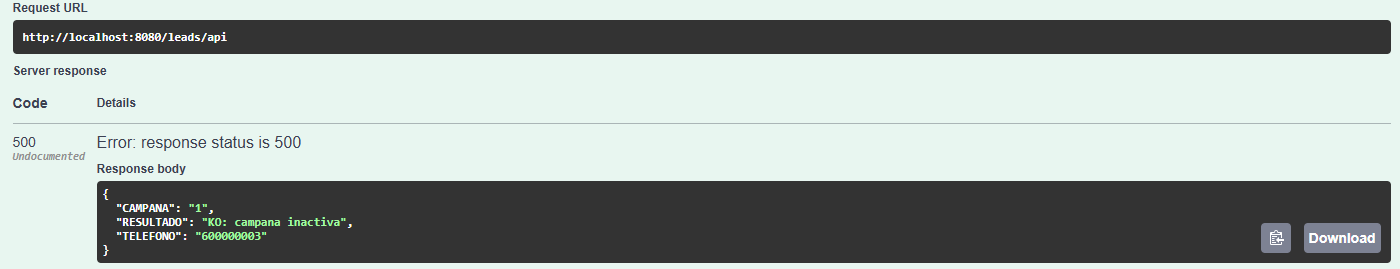 Request URL
http://localhost:8080/leads/api
Server response
Code Details
500 Error: response status is 500
Undocumented
Response body
{
"CAMPANA": "1",
"RESULTADO": "KO: campana inactiva",
"TELEFONO": "600000003"
}
Download